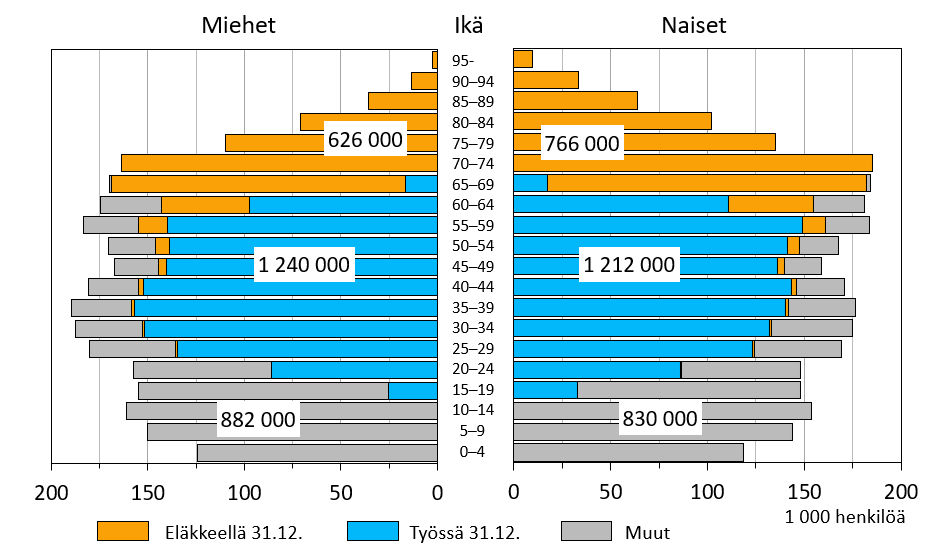 Miehet Ikä Naiset
95-
90–94
85–89
80–84
626 000 75–79 766 000
70–74
65–69
60–64
55–59
50–54
1 240 000 45–49 1 212 000
40–44
35–39
30–34
25–29
20–24
15–19
10–14
882 000 5–9 830 000
0–4
200 150 100 50 0 0 50 100 150 200
1 000 henkilöä
Eläkkeellä 31.12. Työssä 31.12. Muut